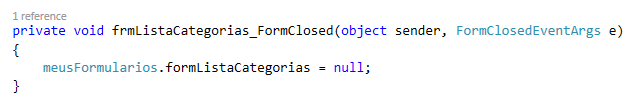 1 reference
private void frmListaCategorias_FormClosed(object sender, FormClosedEventArgs e)
{
    meusFormularios.formListaCategorias = null;
}